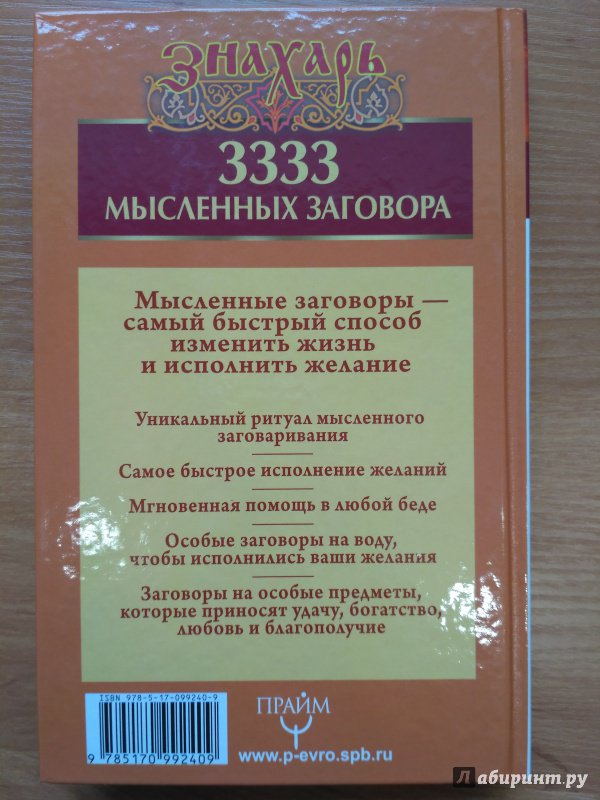 Знахарь
3333
МЫСЛЕННЫХ ЗАГОВОРА
Мысленные заговоры —
самый быстрый способ
изменить жизнь
и исполнить желание
Уникальный ритуал мысленного
заговаривания
Самое быстрое исполнение желаний
Мгновенная помощь в любой беде
Особые заговоры на воду,
чтобы исполнились ваши желания
Заговоры на особые предметы,
которые приносят удачу, богатство,
любовь и благополучие
ISBN 978-5-17-099240-9
9 785170 992409
ПРАЙМ
www.p-evro.spb.ru
Лабиринт.ру